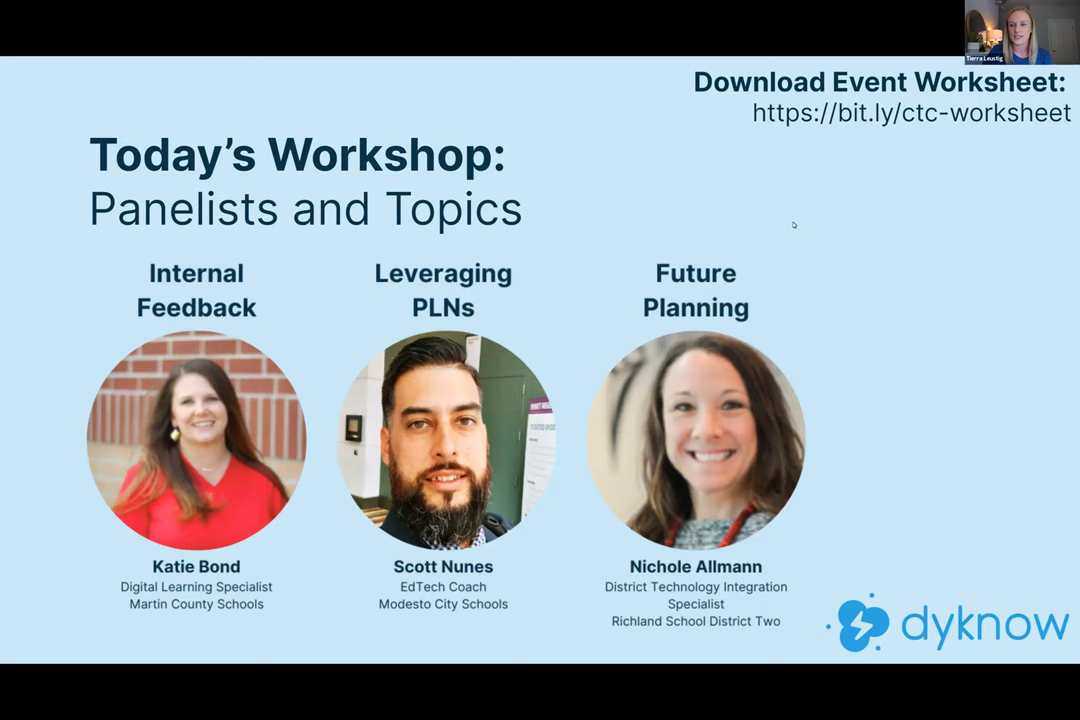 Tierra Leustig
Download Event Worksheet:
https://bit.ly/ctc-worksheet
Today's Workshop:
Panelists and Topics
Internal
Feedback
Leveraging
PLNs
Future
Planning
Katie Bond
Digital Learning Specialist
Martin County Schools
Scott Nunes
EdTech Coach
Modesto City Schools
Nichole Allmann
District Technology Integration
Specialist
Richland School District Two
dyknow